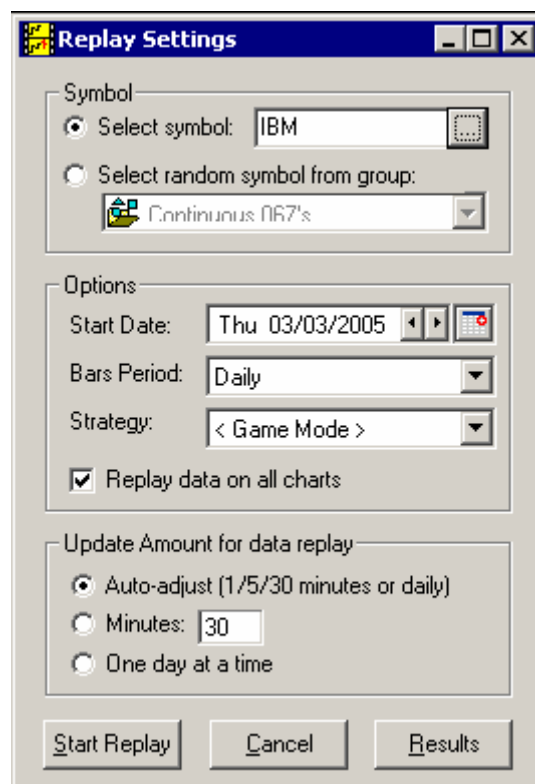 Replay Settings
Symbol
Select symbol: IBM ...
Select random symbol from group:
Continuous 067's
Options
Start Date: Thu 03/03/2005
Bars Period: Daily
Strategy: < Game Mode >
Replay data on all charts
Update Amount for data replay
Auto-adjust (1/5/30 minutes or daily)
Minutes: 30
One day at a time
Start Replay Cancel Results